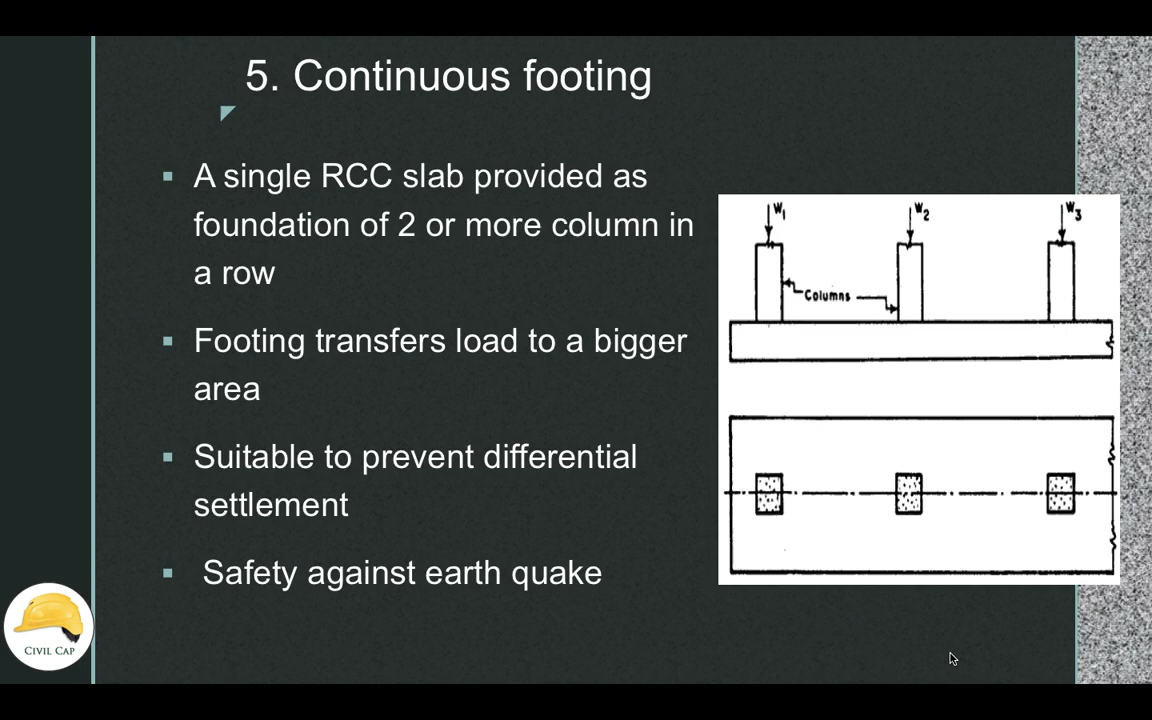 5. Continuous footing
▪ A single RCC slab provided as
foundation of 2 or more column in
a row
▪ Footing transfers load to a bigger
area
▪ Suitable to prevent differential
settlement
▪ Safety against earth quake
W1
W2
W3
Columns
CIVIL CAP